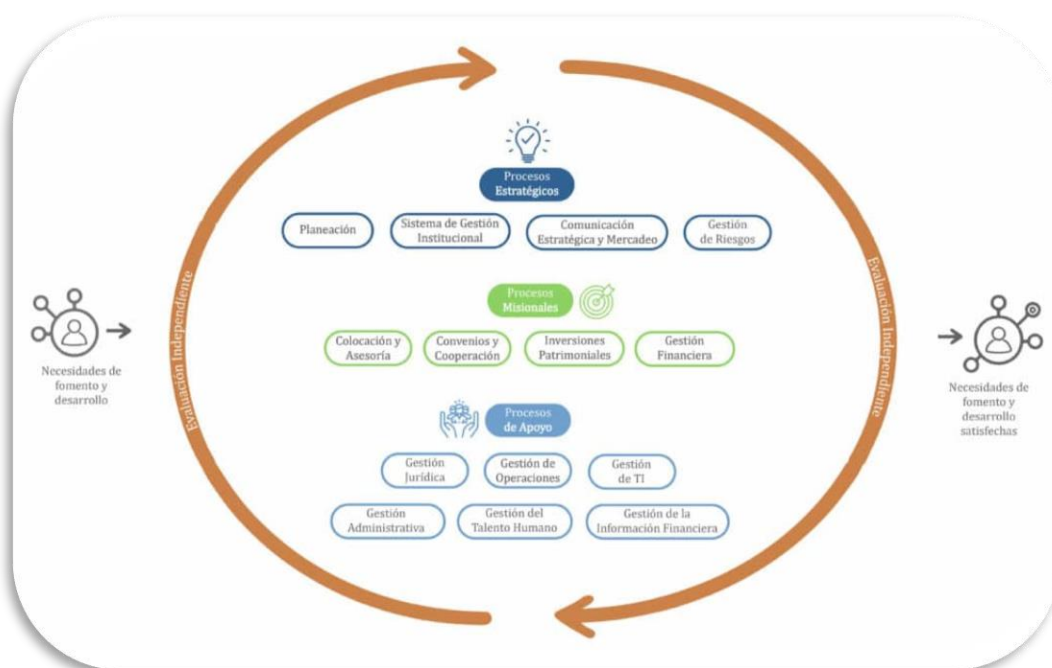 Procesos
Estratégicos
Planeación
Sistema de Gestión
Institucional
Comunicación
Estratégica y Mercadeo
Gestión
de Riesgos
Evaluación Independiente
Evaluación Independiente
Necesidades de
fomento y
desarrollo
Procesos
Misionales
Colocación y
Asesoría
Convenios y
Cooperación
Inversiones
Patrimoniales
Gestión
Financiera
Necesidades de
fomento y
desarrollo
satisfechas
Procesos
de Apoyo
Gestión
Jurídica
Gestión de
Operaciones
Gestión
de TI
Gestión
Administrativa
Gestión del
Talento Humano
Gestión de la
Información Financiera